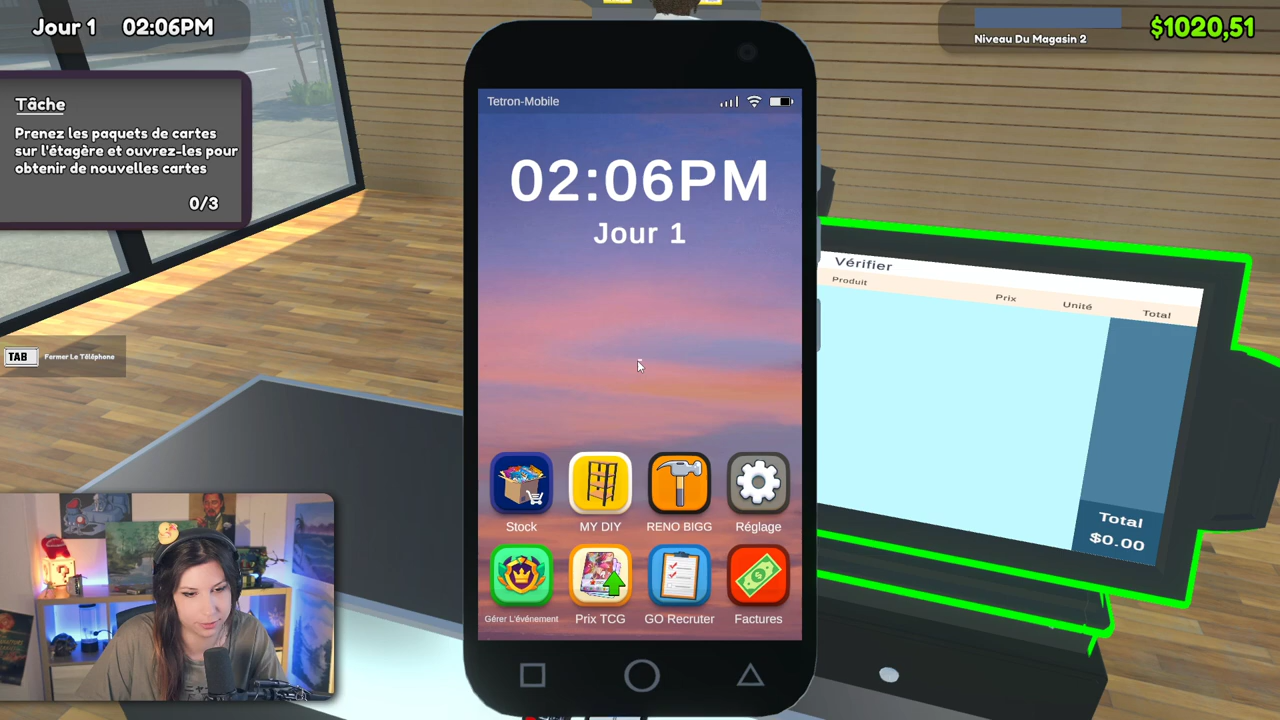 Jour 1 02:06PM
Niveau Du Magasin 2
$1020,51
Tâche
Prenez les paquets de cartes
sur l'étagère et ouvrez-les pour
obtenir de nouvelles cartes
0/3
TAB Fermer Le Téléphone
Tetron-Mobile
02:06PM
Jour 1
Stock MY DIY RENO BIGG Réglage
Gérer L'événement Prix TCG GO Recruter Factures
Vérifier
Produit Prix Unité Total
Total
$0.00